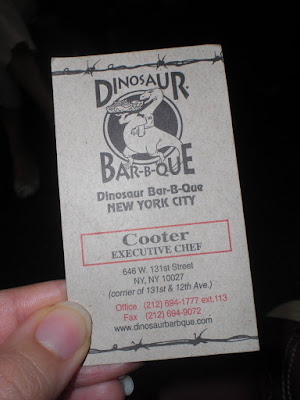 DINOSAUR
BAR-B-QUE
Dinosaur Bar-B-Que
NEW YORK CITY
Cooter
EXECUTIVE CHEF
646 W. 131st Street
NY, NY 10027
(corner of 131st & 12th Ave.)
Office (212) 694-1777 ext.113
Fax (212) 694-9072
www.dinosaurbarbque.com